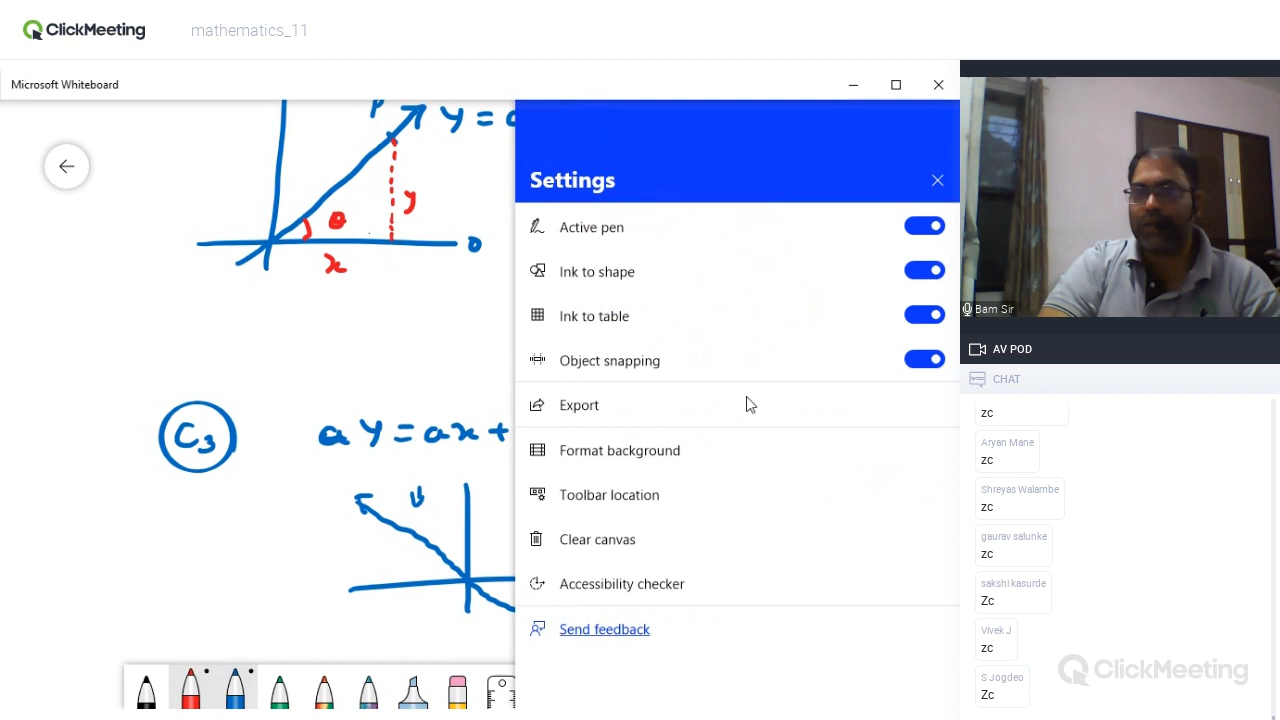 ClickMeeting
mathematics_11
Microsoft Whiteboard
P
y =
θ
y
x
0
Settings
Active pen
Ink to shape
Ink to table
Object snapping
Export
Format background
Toolbar location
Clear canvas
Accessibility checker
Send feedback
C3
ay = ax +
Bam Sir
AV POD
CHAT
zc
Aryan Mane
zc
Shreyas Walambe
zc
gaurav salunke
zc
sakshi kasurde
Zc
Vivek J
zc
S Jogdeo
Zc
ClickMeeting